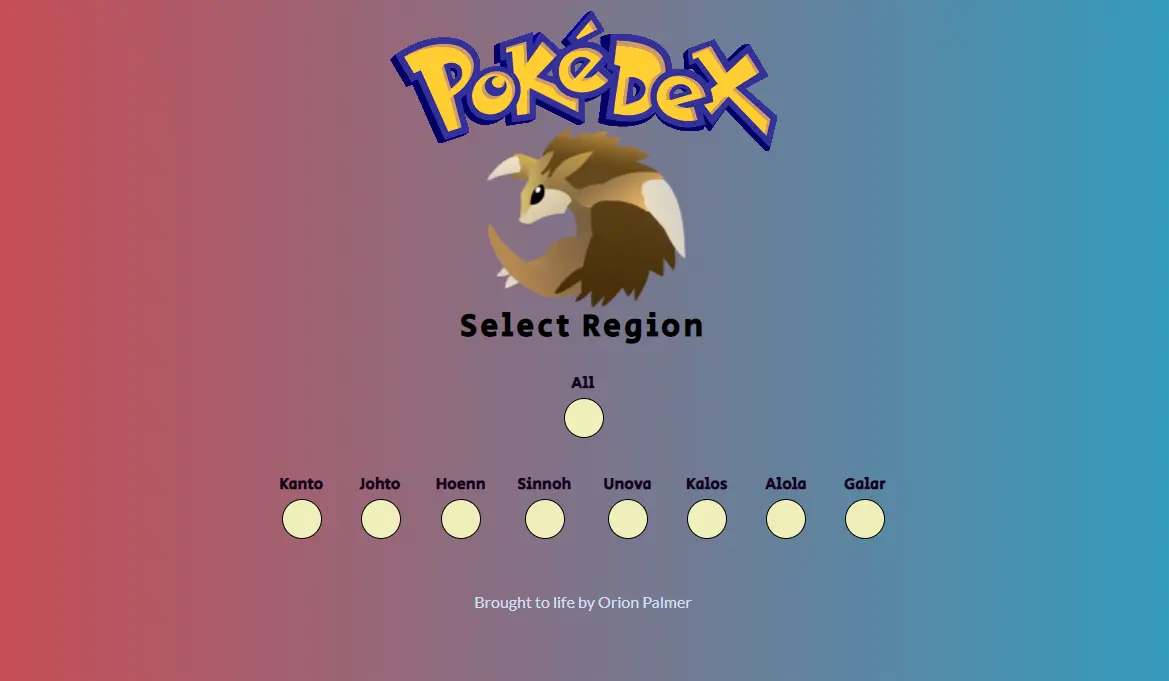 PoKéDex
Select Region
All
Kanto Johto Hoenn Sinnoh Unova Kalos Alola Galar
Brought to life by Orion Palmer